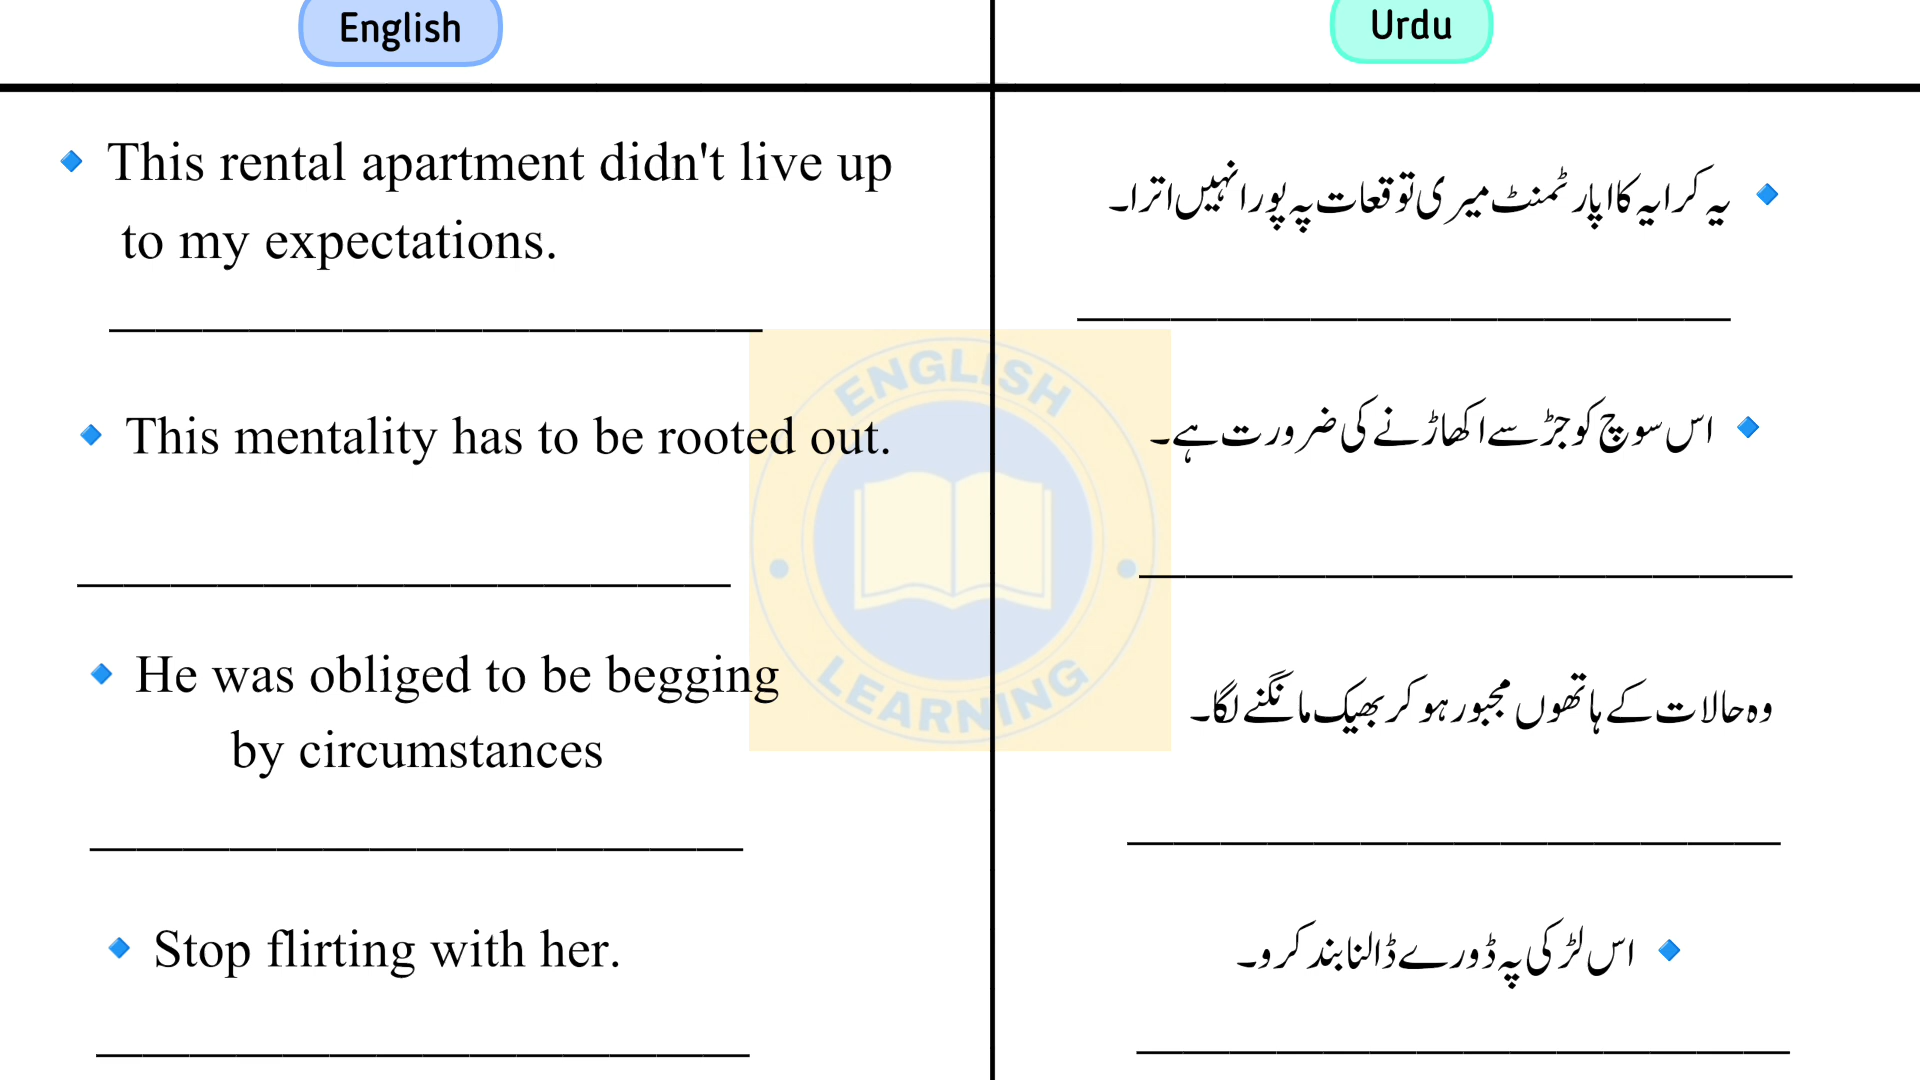 English
Urdu
This rental apartment didn't live up
to my expectations.
یہ کرایہ کا اپارٹمنٹ میری توقعات پہ پورا نہیں اترا۔
This mentality has to be rooted out.
اس سوچ کو جڑ سے اکھاڑنے کی ضرورت ہے۔
He was obliged to be begging
by circumstances
وہ حالات کے ہاتھوں مجبور ہو کر بھیک مانگنے لگا۔
Stop flirting with her.
اس لڑکی پہ ڈورے ڈالنا بند کرو۔
ENGLISH
LEARNING